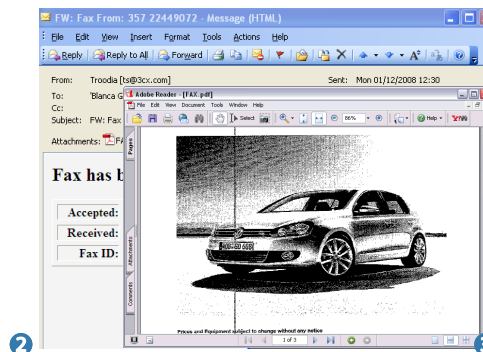 FW: Fax From: 357 22449072 - Message (HTML)
File Edit View Insert Format Tools Actions Help
Reply Reply to All Forward
From: Troodia [ts@3cx.com] Sent: Mon 01/12/2008 12:30
To: 'Blanca G
Cc:
Subject: FW: Fax
Attachments:
Adobe Reader - [FAX.pdf]
File Edit View Document Tools Window Help
Select 86% Help
Pages
Attachments
Comments
Fax has b
Accepted:
Received:
Fax ID:
Prices and Equipment subject to change without any notice
1 of 3
2